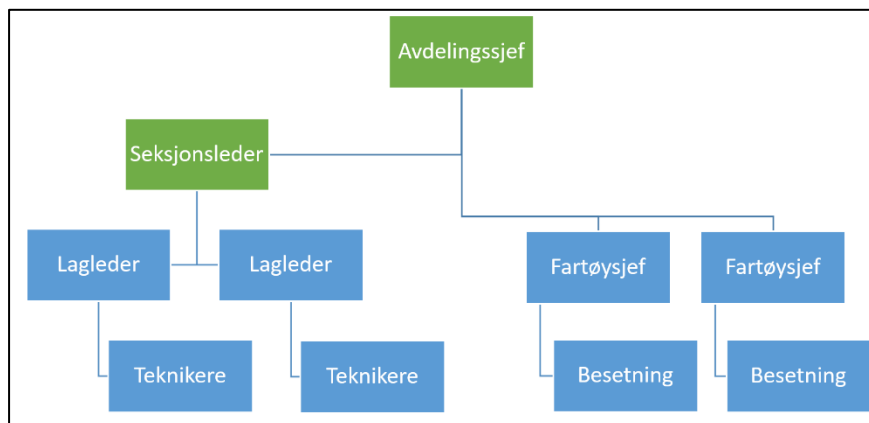 Avdelingssjef
Seksjonsleder
Lagleder
Lagleder
Fartøysjef
Fartøysjef
Teknikere
Teknikere
Besetning
Besetning